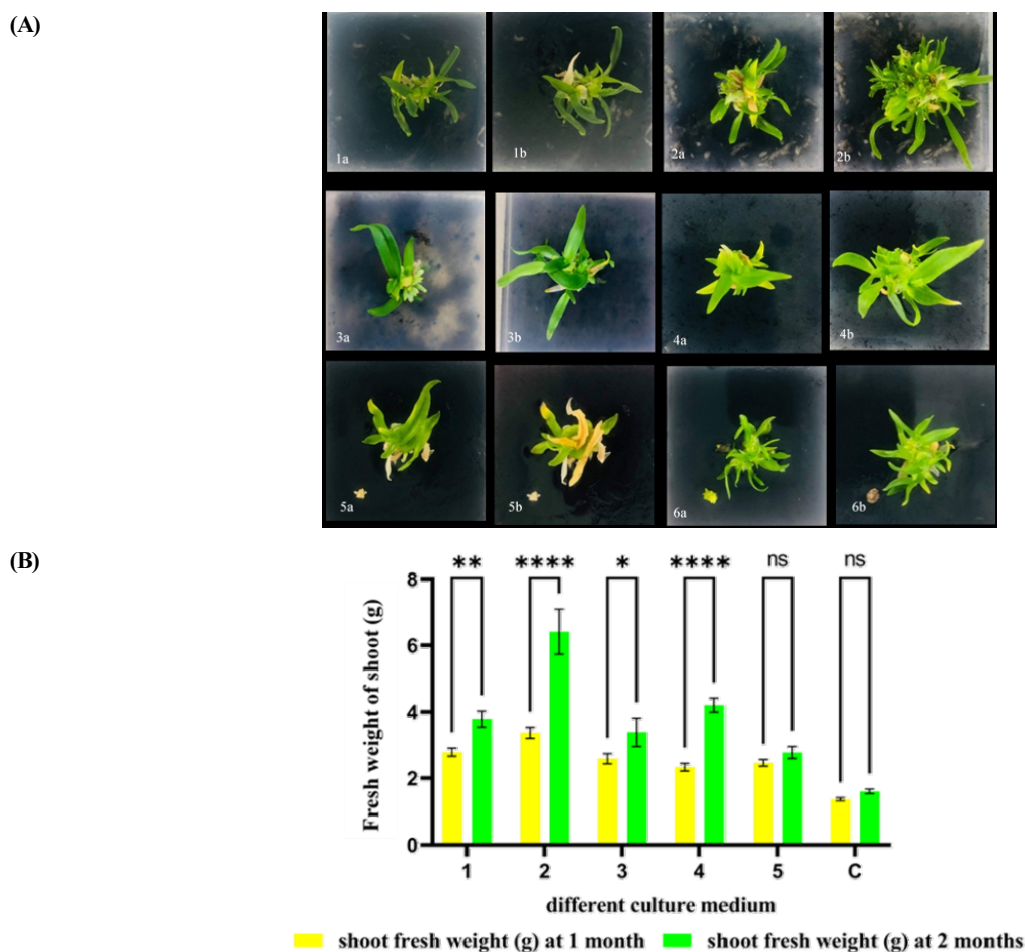 (A)
1a 1b 2a 2b
3a 3b 4a 4b
5a 5b 6a 6b
(B)
** **** * **** ns ns
Fresh weight of shoot (g)
8
6
4
2
0
1 2 3 4 5 C
different culture medium
shoot fresh weight (g) at 1 month shoot fresh weight (g) at 2 months